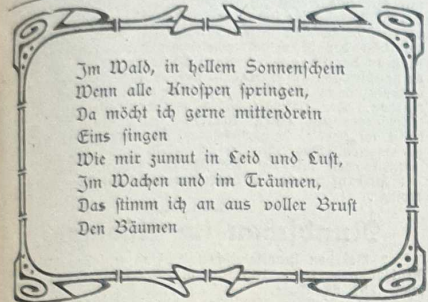 Im Wald, in hellem Sonnenschein
Wenn alle Knospen springen,
Da möcht ich gerne mittendrein
Eins singen
Wie mir zumut in Leid und Lust,
Im Wachen und im Träumen,
Das stimm ich an aus voller Brust
Den Bäumen